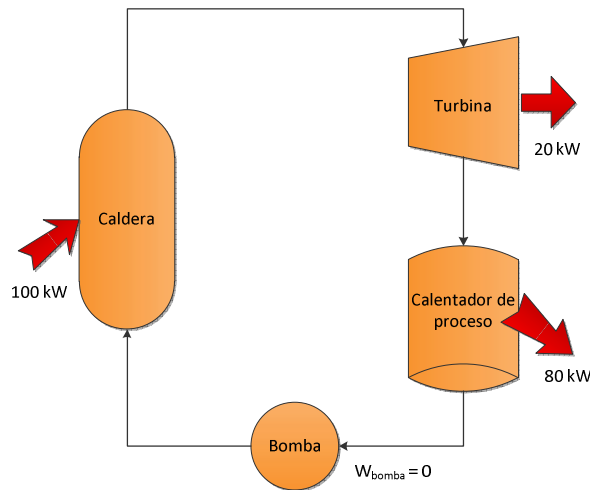 Turbina
20 kW
Caldera
100 kW
Calentador de
proceso
80 kW
Bomba
Wbomba = 0